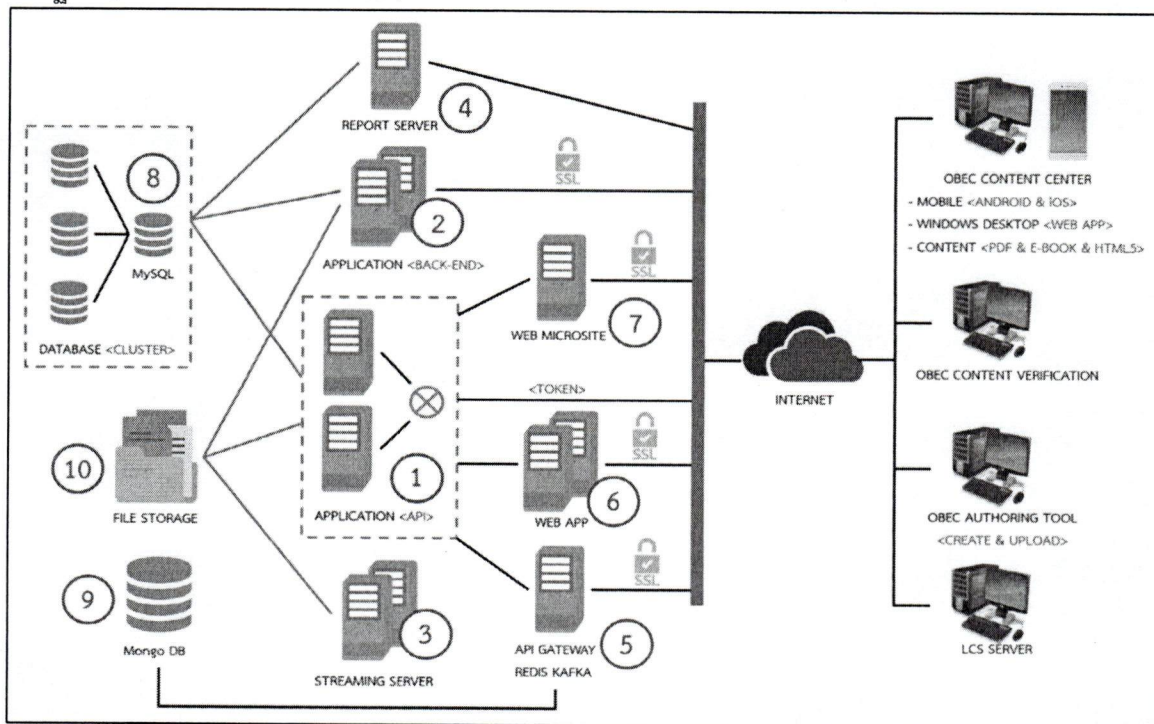 4
REPORT SERVER
8
MySQL
DATABASE <CLUSTER>
2
APPLICATION <BACK-END>
SSL
WEB MICROSITE
7
SSL
<TOKEN>
1
APPLICATION <API>
WEB APP
6
SSL
10
FILE STORAGE
9
Mongo DB
3
STREAMING SERVER
API GATEWAY
REDIS KAFKA
5
SSL
INTERNET
OBEC CONTENT CENTER
- MOBILE <ANDROID & iOS>
- WINDOWS DESKTOP <WEB APP>
- CONTENT <PDF & E-BOOK & HTML5>
OBEC CONTENT VERIFICATION
OBEC AUTHORING TOOL
<CREATE & UPLOAD>
LCS SERVER